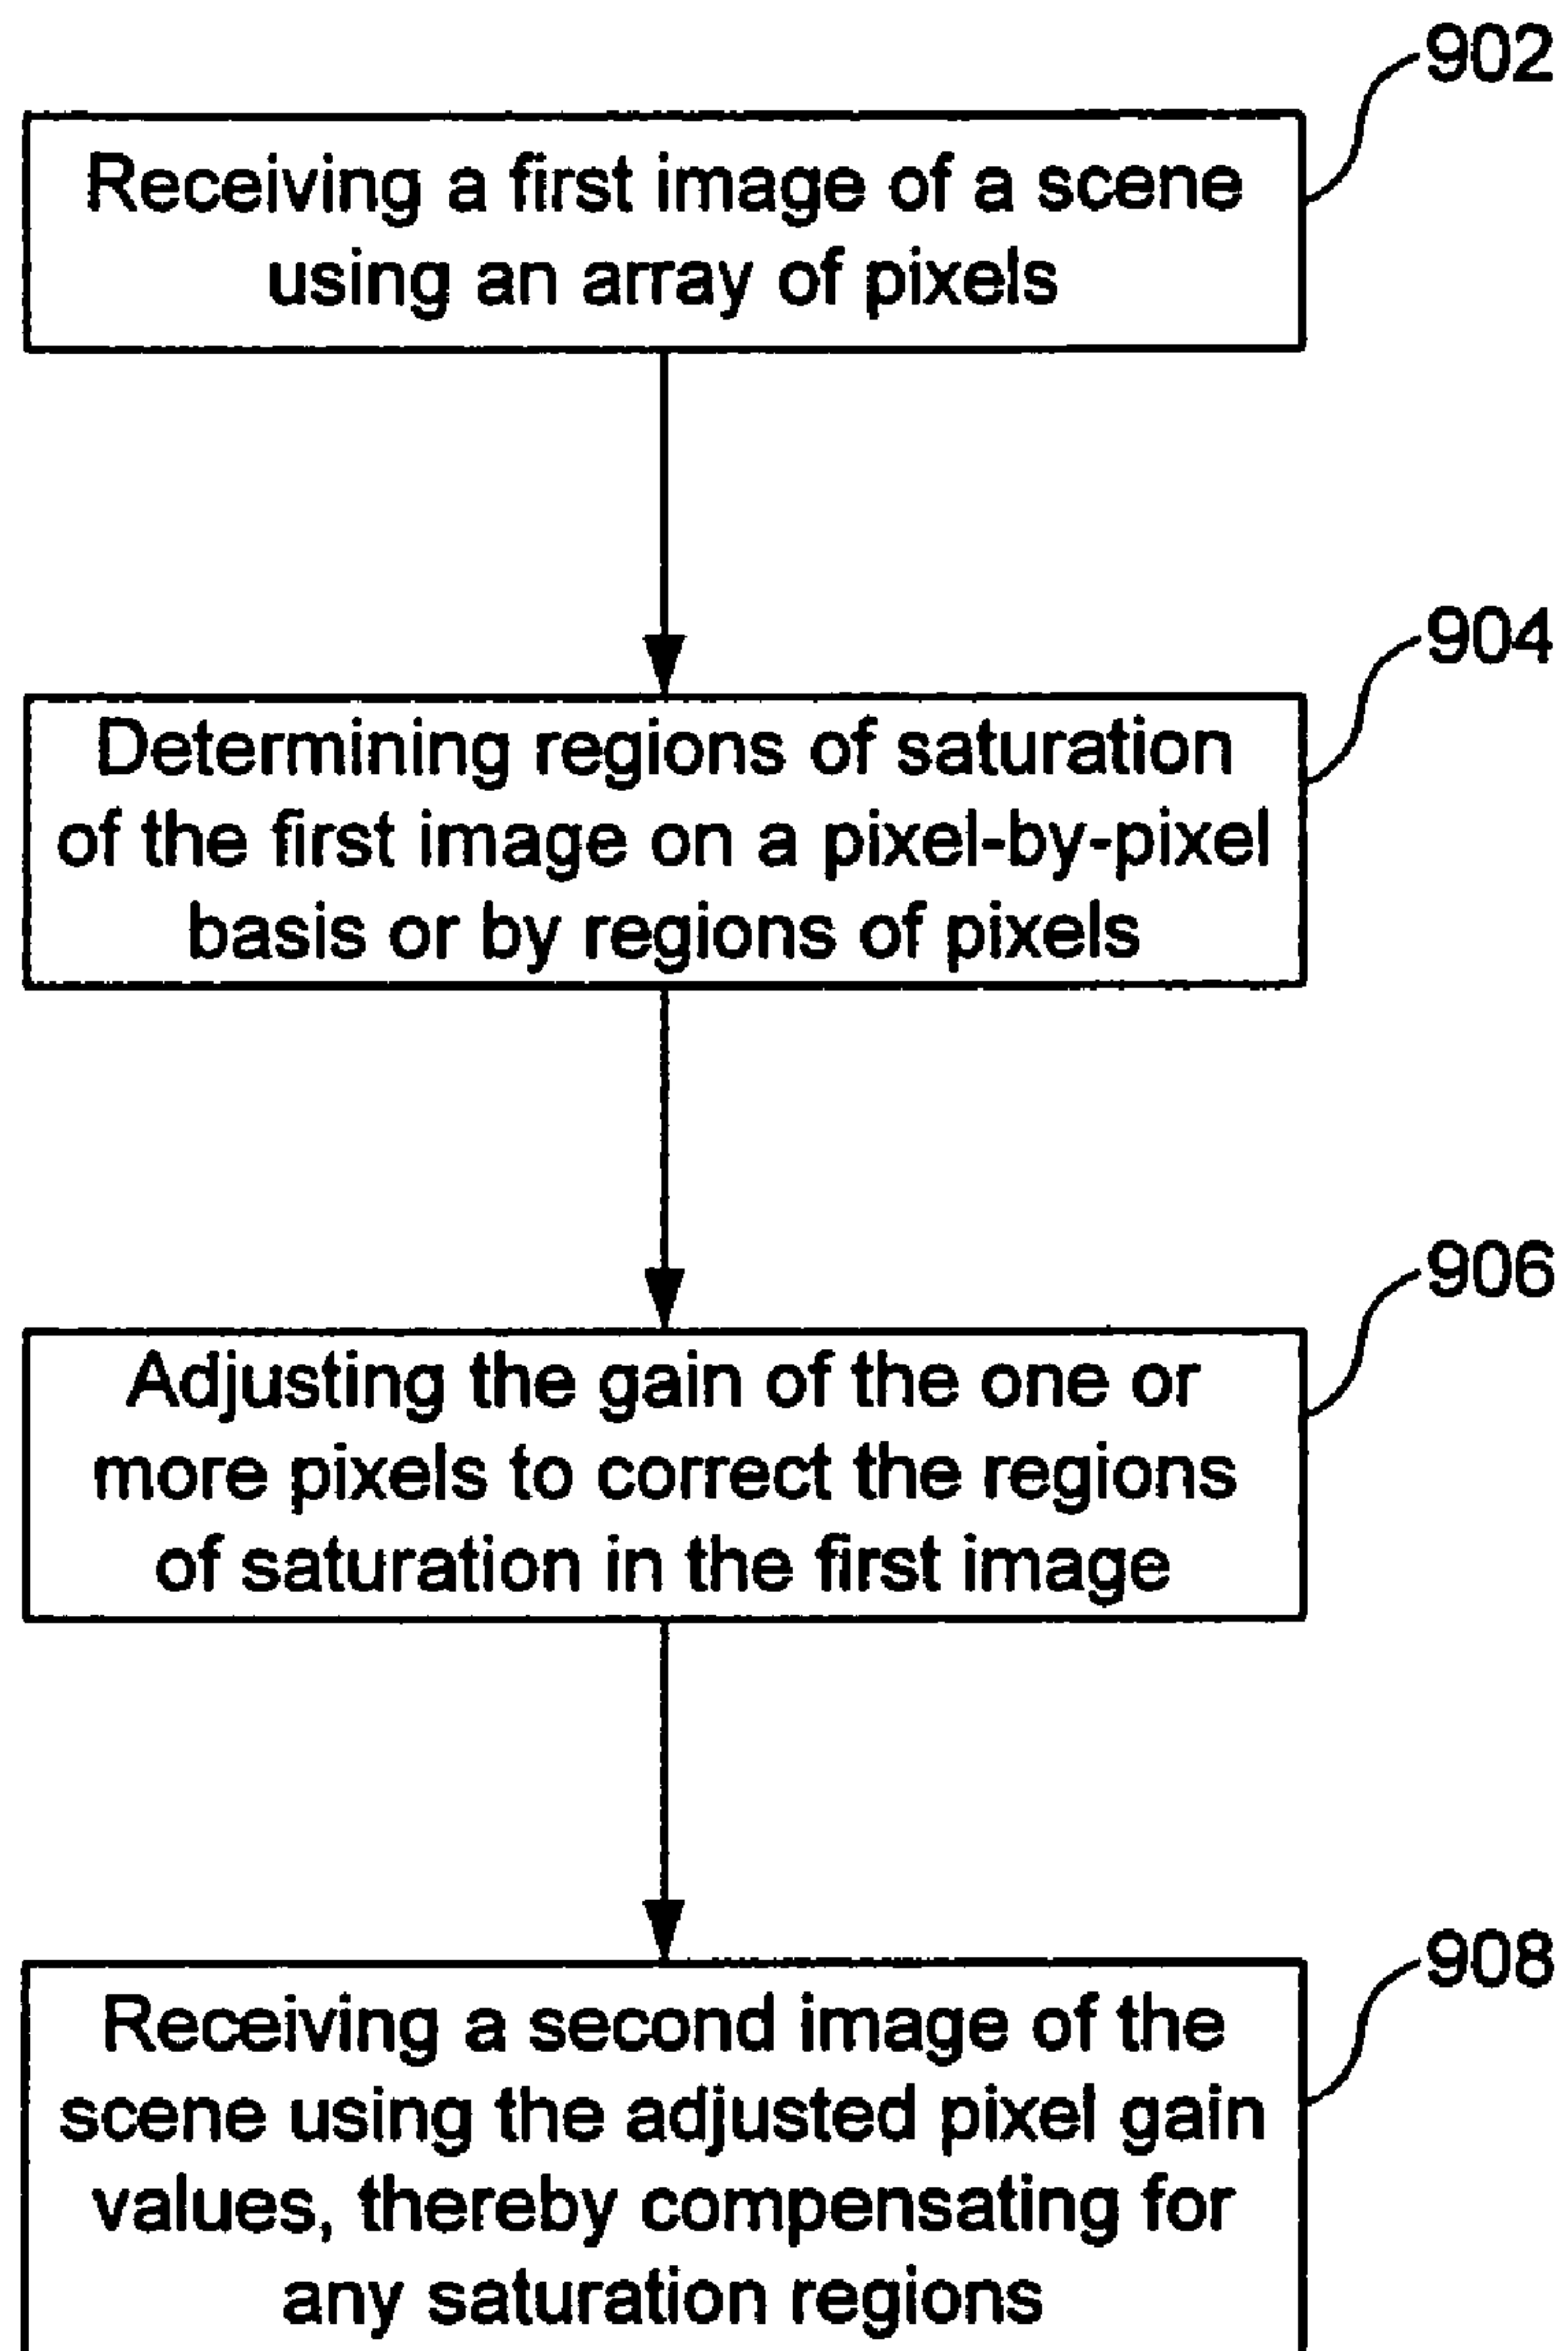 902
Receiving a first image of a scene
using an array of pixels
904
Determining regions of saturation
of the first image on a pixel-by-pixel
basis or by regions of pixels
906
Adjusting the gain of the one or
more pixels to correct the regions
of saturation in the first image
908
Receiving a second image of the
scene using the adjusted pixel gain
values, thereby compensating for
any saturation regions